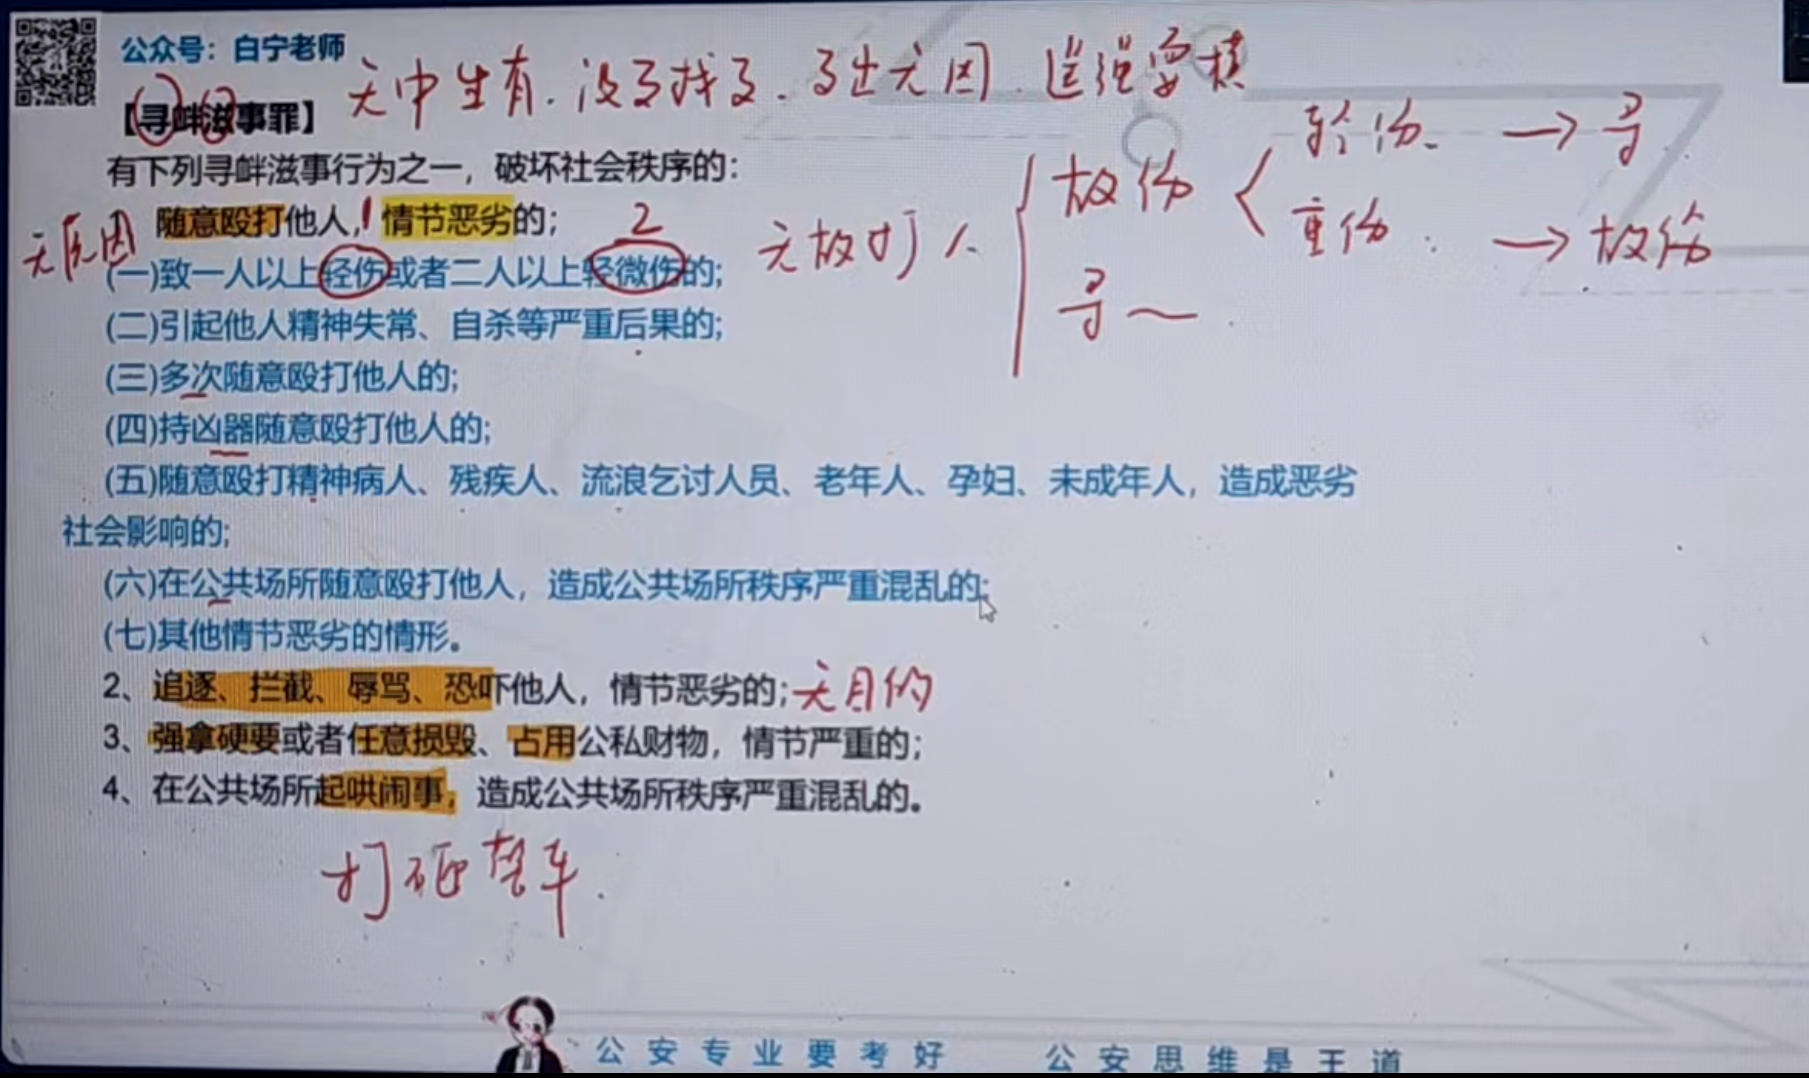 公众号：白宁老师
无中生有．没事找事．事出无因．逞强耍横
【寻衅滋事罪】
有下列寻衅滋事行为之一，破坏社会秩序的：
无原因
随意殴打他人，1 情节恶劣的；
2
(一)致一人以上轻伤或者二人以上轻微伤的;
(二)引起他人精神失常、自杀等严重后果的;
(三)多次随意殴打他人的;
(四)持凶器随意殴打他人的;
(五)随意殴打精神病人、残疾人、流浪乞讨人员、老年人、孕妇、未成年人，造成恶劣
社会影响的;
(六)在公共场所随意殴打他人，造成公共场所秩序严重混乱的;
(七)其他情节恶劣的情形。
2、追逐、拦截、辱骂、恐吓他人，情节恶劣的；无目的
3、强拿硬要或者任意损毁、占用公私财物，情节严重的；
4、在公共场所起哄闹事，造成公共场所秩序严重混乱的。
打砸
车
无故打人
故伤
轻伤 → 寻
重伤 → 故伤
寻
公安专业要考好 公安思维是王道